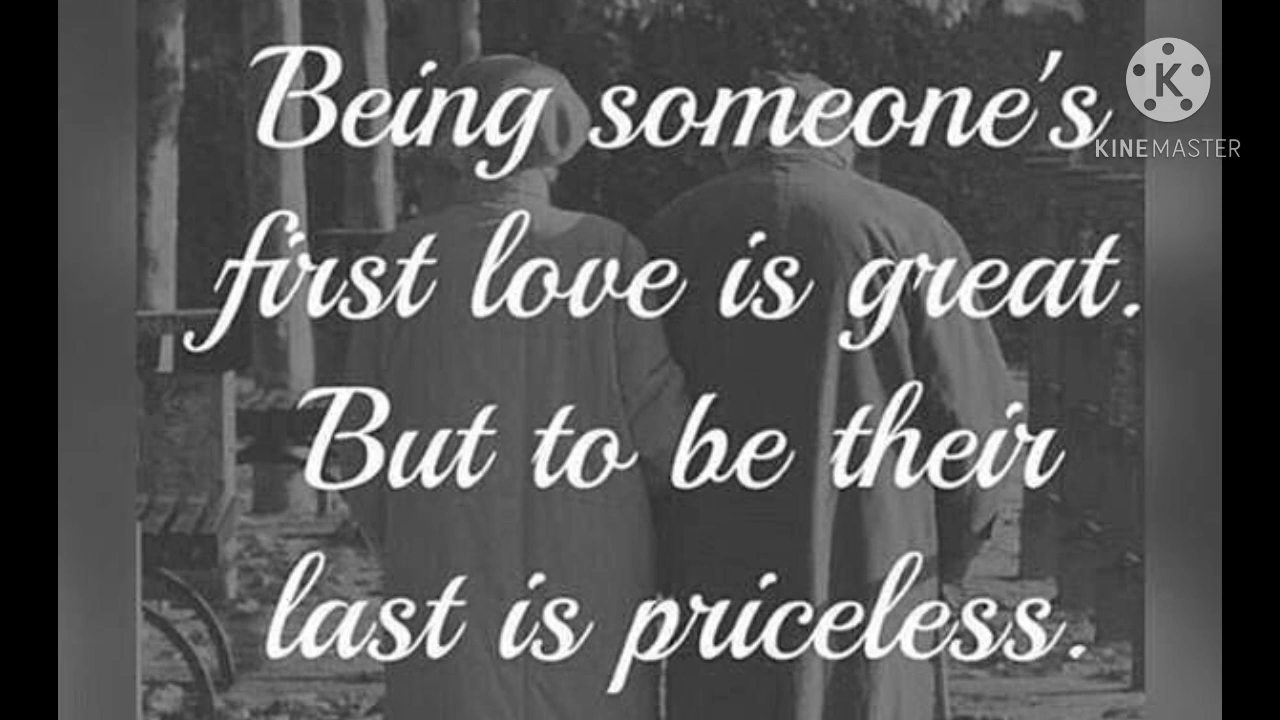 Being someone's
first love is great.
But to be their
last is priceless.
K
KINEMASTER